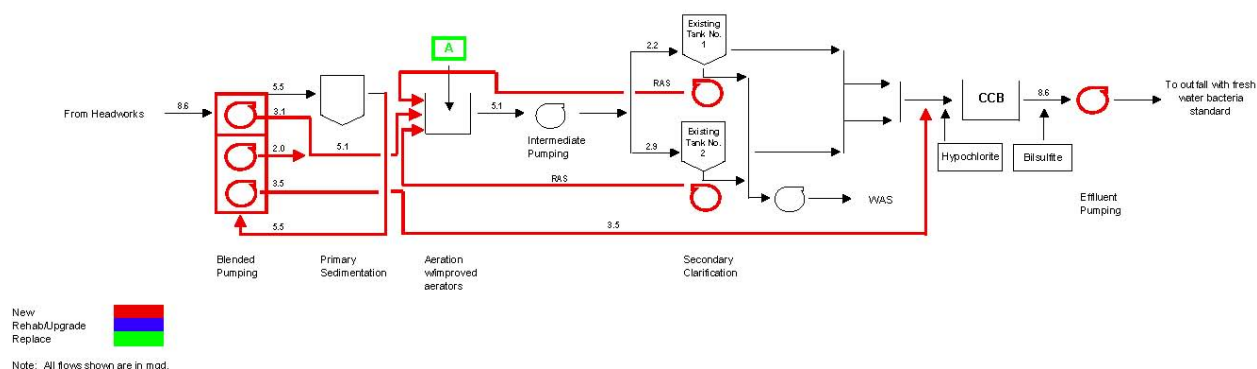 A
Existing
Tank No.
1
2.2
From Headworks
8.6
5.5
3.1
2.0
5.1
3.5
5.5
5.1
Intermediate
Pumping
RAS
2.9
Existing
Tank No.
2
RAS
3.5
WAS
CCB
8.6
Hypochlorite
Bilsulfite
To outfall with fresh
water bacteria
standard
Effluent
Pumping
Blended
Pumping
Primary
Sedimentation
Aeration
w/improved
aerators
Secondary
Clarification
New
Rehab/Upgrade
Replace
Note: All flows shown are in mgd.